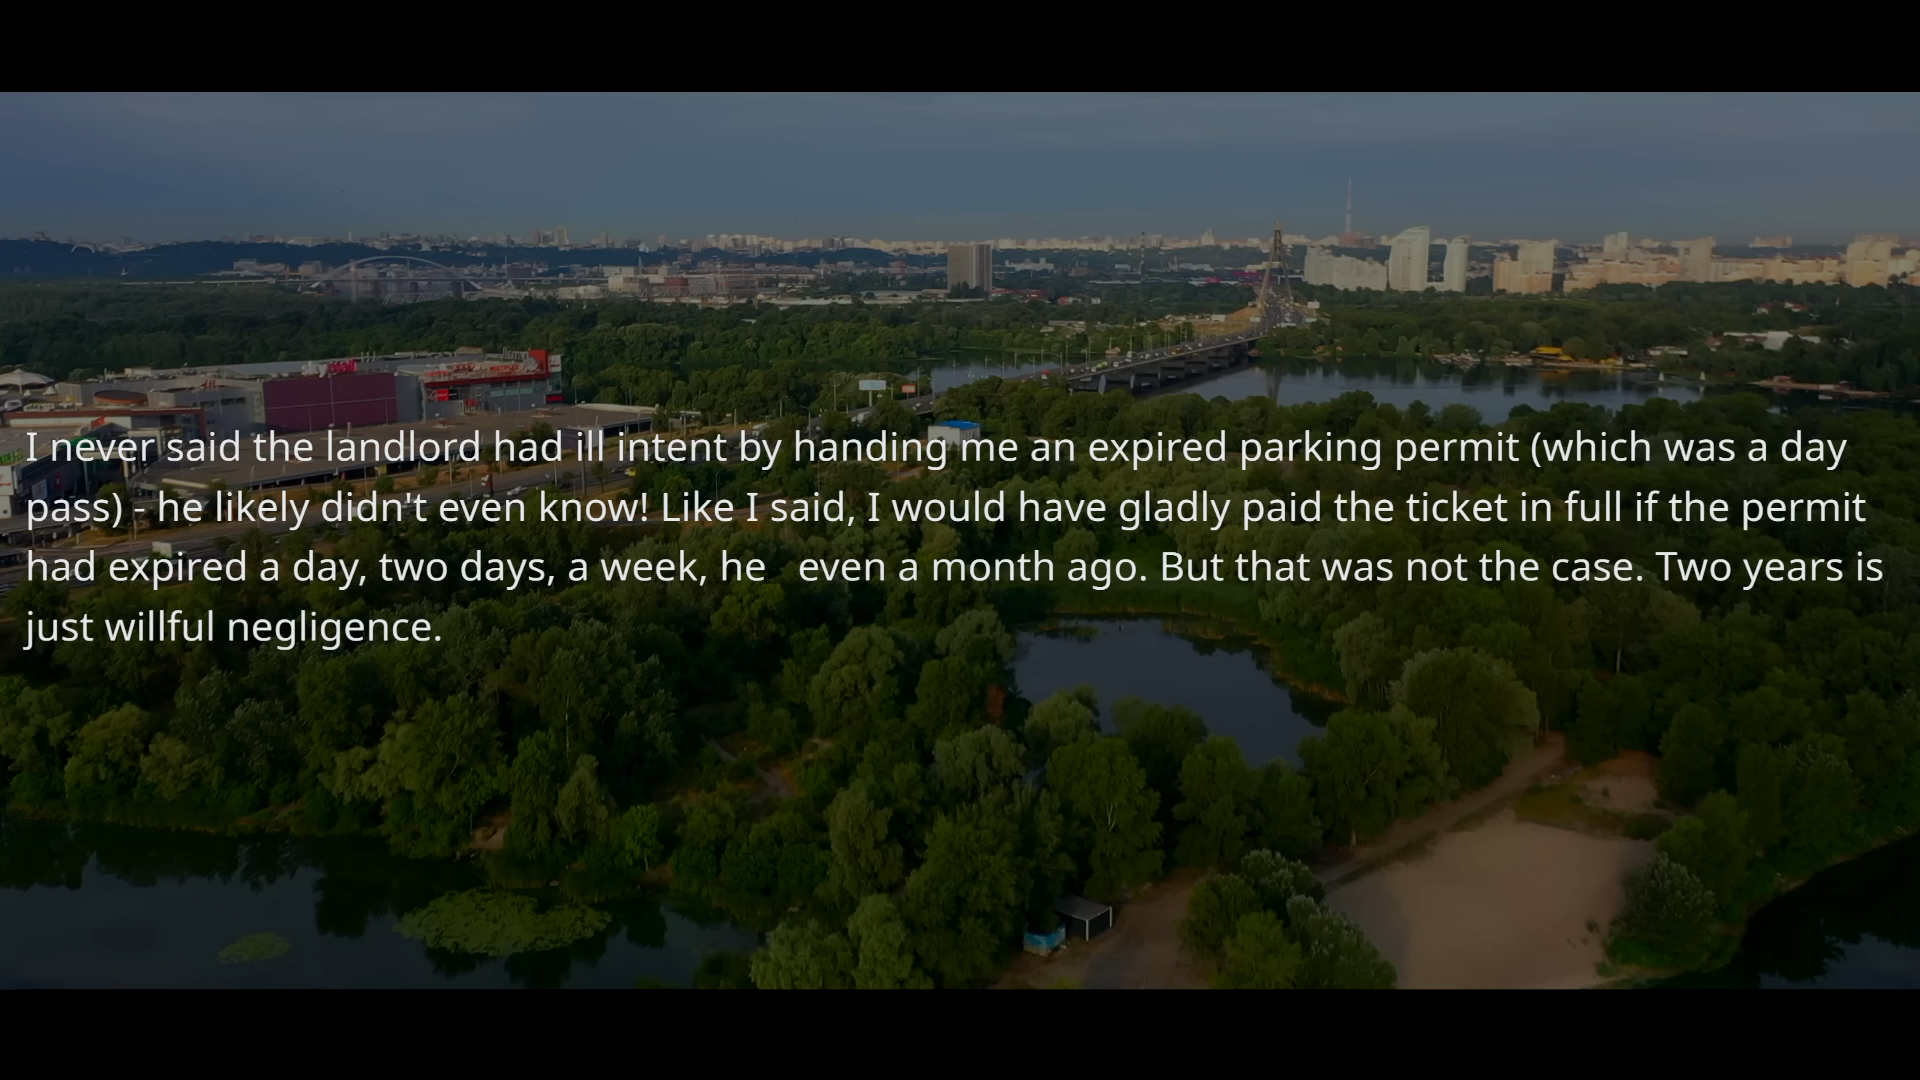 I never said the landlord had ill intent by handing me an expired parking permit (which was a day
pass) - he likely didn't even know! Like I said, I would have gladly paid the ticket in full if the permit
had expired a day, two days, a week, he   even a month ago. But that was not the case. Two years is
just willful negligence.